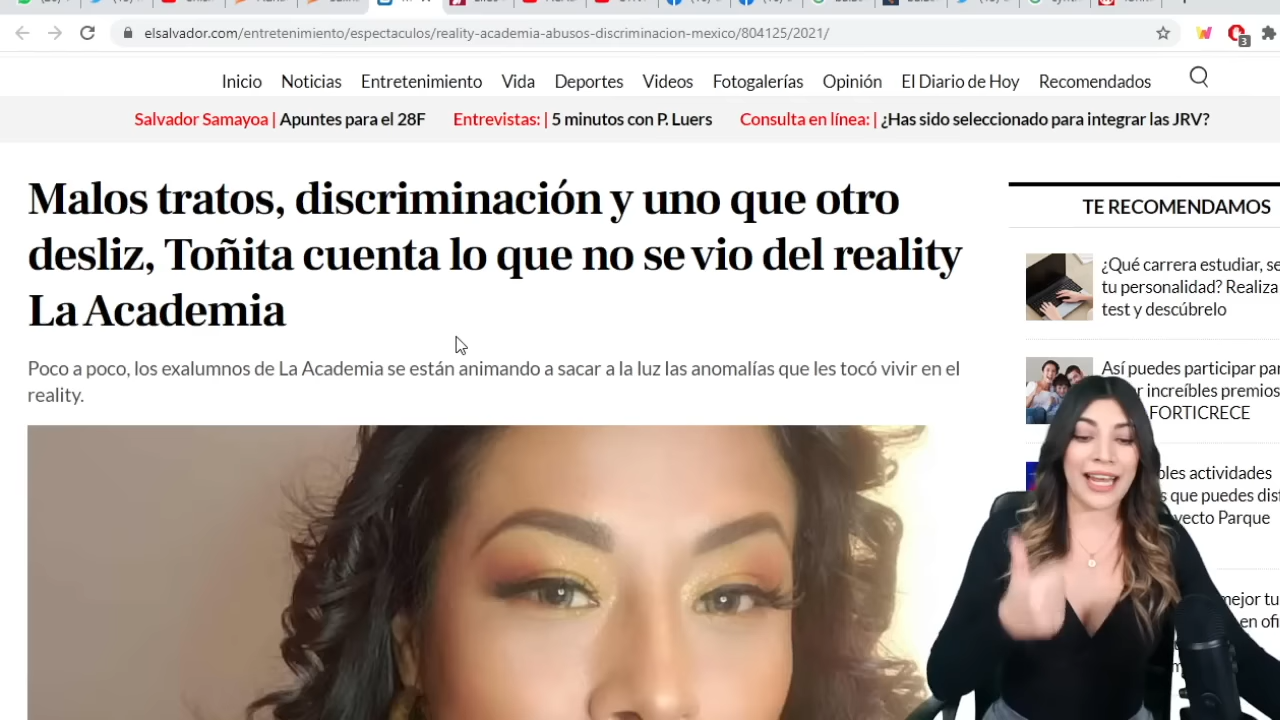 elsalvador.com/entretenimiento/espectaculos/reality-academia-abusos-discriminacion-mexico/804125/2021/
3
Inicio Noticias Entretenimiento Vida Deportes Videos Fotogalerías Opinión El Diario de Hoy Recomendados
Salvador Samayoa | Apuntes para el 28F Entrevistas: | 5 minutos con P. Luers Consulta en línea: | ¿Has sido seleccionado para integrar las JRV?
Malos tratos, discriminación y uno que otro
desliz, Toñita cuenta lo que no se vio del reality
La Academia
Poco a poco, los exalumnos de La Academia se están animando a sacar a la luz las anomalías que les tocó vivir en el
reality.
TE RECOMENDAMOS
¿Qué carrera estudiar, se
tu personalidad? Realiza
test y descúbrelo
Así puedes participar par
increíbles premios
FORTICRECE
actividades
que puedes
Parque
mejor tu
en